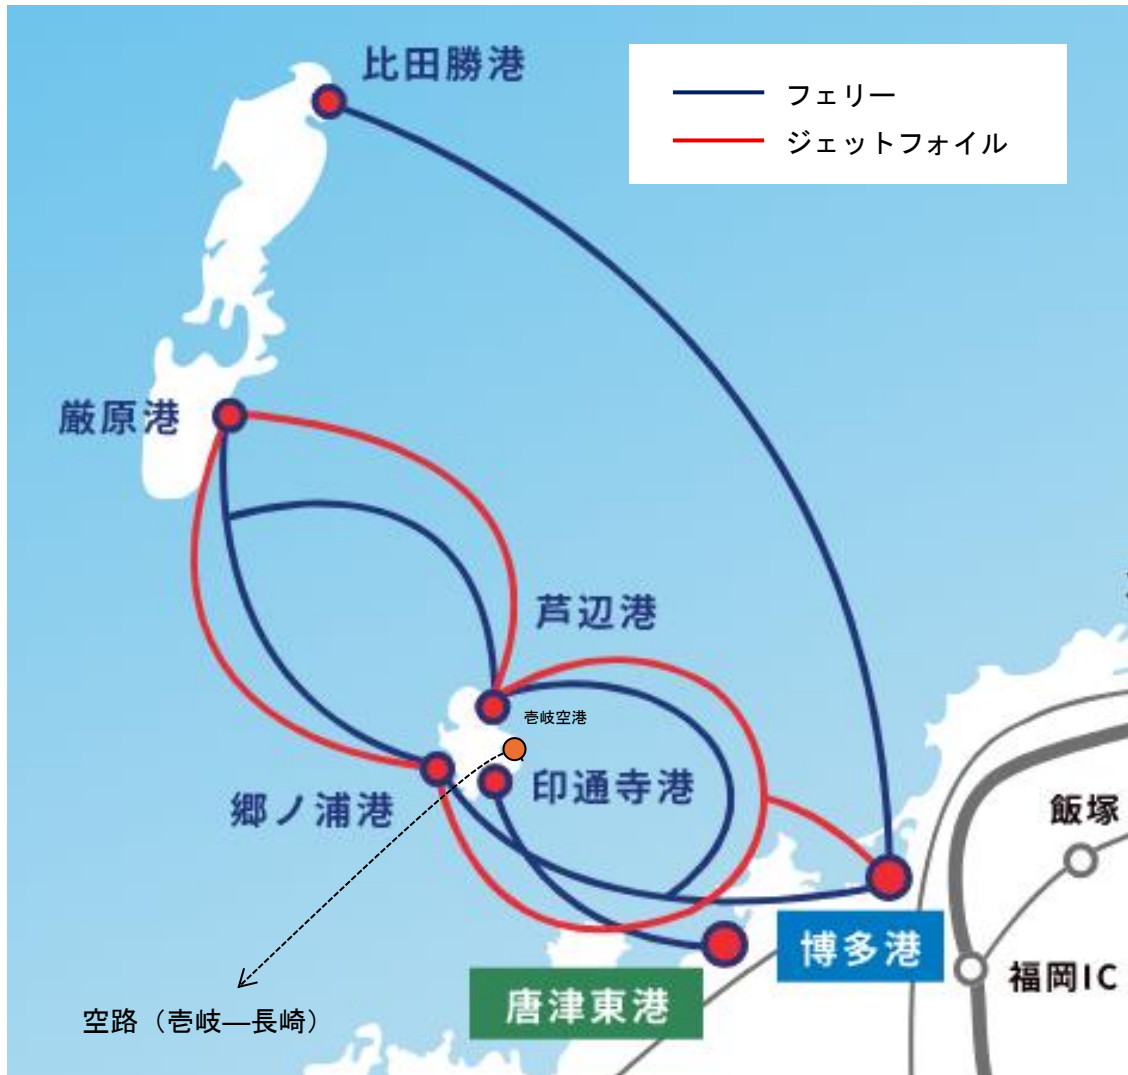 比田勝港
フェリー
ジェットフォイル
厳原港
芦辺港
壱岐空港
印通寺港
郷ノ浦港
飯塚
博多港
福岡IC
唐津東港
空路（壱岐―長崎）